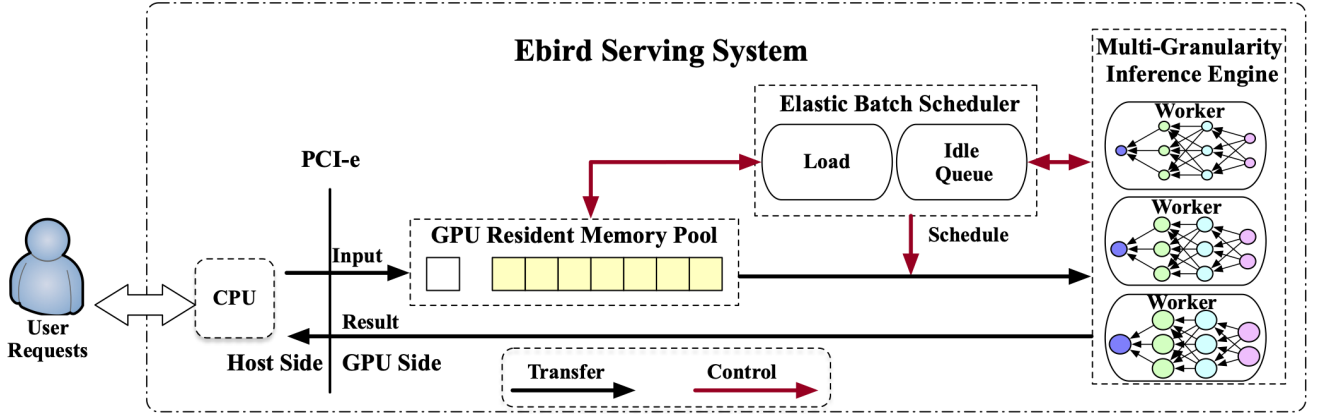 Ebird Serving System
Multi-Granularity
Inference Engine
Elastic Batch Scheduler
Worker
Load
Idle
Queue
PCI-e
Worker
GPU Resident Memory Pool
Schedule
Input
CPU
Worker
User
Requests
Result
Host Side
GPU Side
Transfer
Control